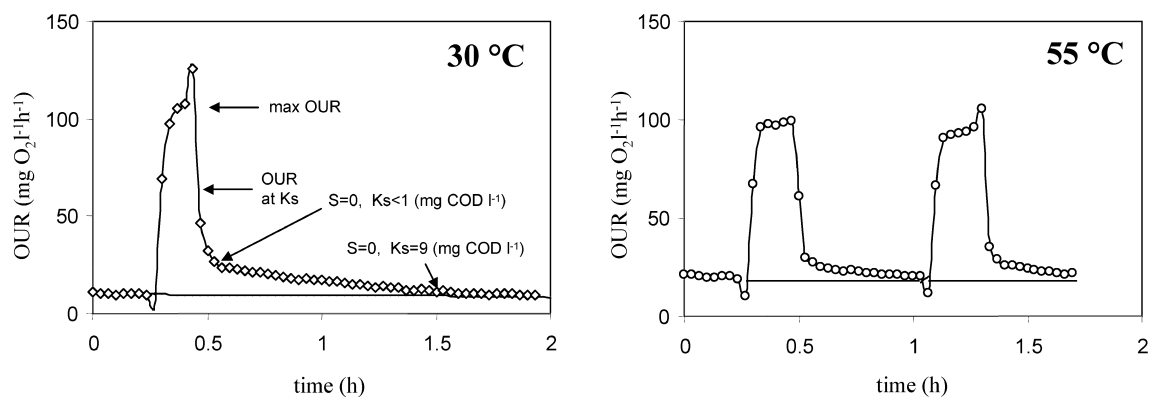 30 °C
OUR (mg O₂l⁻¹h⁻¹)
150
100
50
0
max OUR
OUR
at Ks
S=0, Ks<1 (mg COD l⁻¹)
S=0, Ks=9 (mg COD l⁻¹)
0 0.5 1 1.5 2
time (h)
55 °C
OUR (mg O₂l⁻¹h⁻¹)
150
100
50
0
0 0.5 1 1.5 2
time (h)